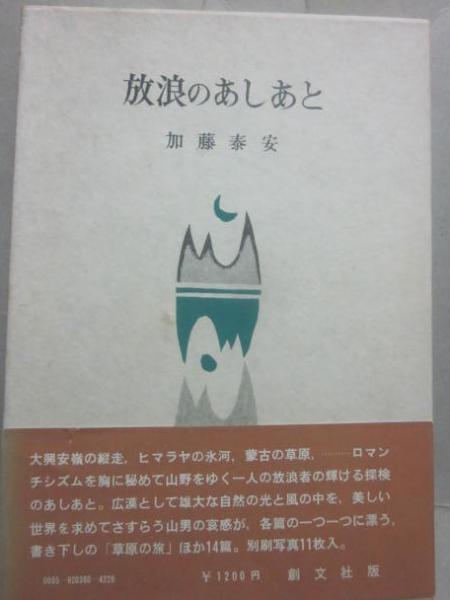 放浪のあしあと
加藤泰安
大興安嶺の縦走，ヒマラヤの氷河，蒙古の草原，………ロマン
チシズムを胸に秘めて山野をゆく一人の放浪者の輝ける探検
のあしあと。広漠として雄大な自然の光と風の中を，美しい
世界を求めてさすらう山男の哀感が，各篇の一つ一つに漂う。
書き下しの「草原の旅」ほか14篇。別刷写真11枚入。
0095-020360-4226 ￥1200円 創文社版